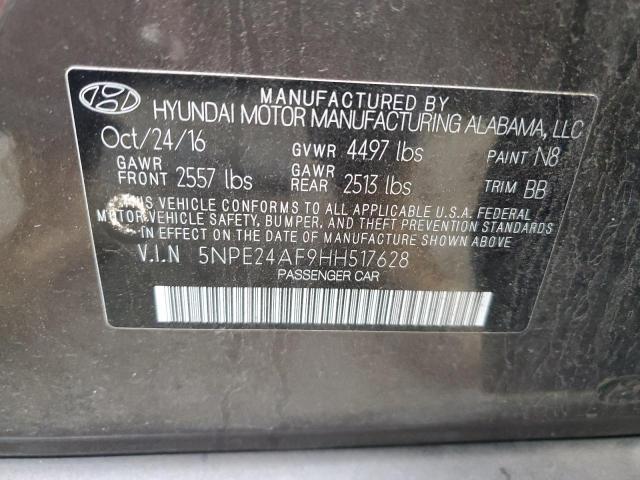 MANUFACTURED BY
HYUNDAI MOTOR MANUFACTURING ALABAMA, LLC
Oct/24/16 GVWR 4497 lbs PAINT N8
GAWR FRONT 2557 lbs GAWR REAR 2513 lbs TRIM BB
THIS VEHICLE CONFORMS TO ALL APPLICABLE U.S.A. FEDERAL
MOTOR VEHICLE SAFETY, BUMPER, AND THEFT PREVENTION STANDARDS
IN EFFECT ON THE DATE OF MANUFACTURE SHOWN ABOVE.
V.I.N 5NPE24AF9HH517628
PASSENGER CAR